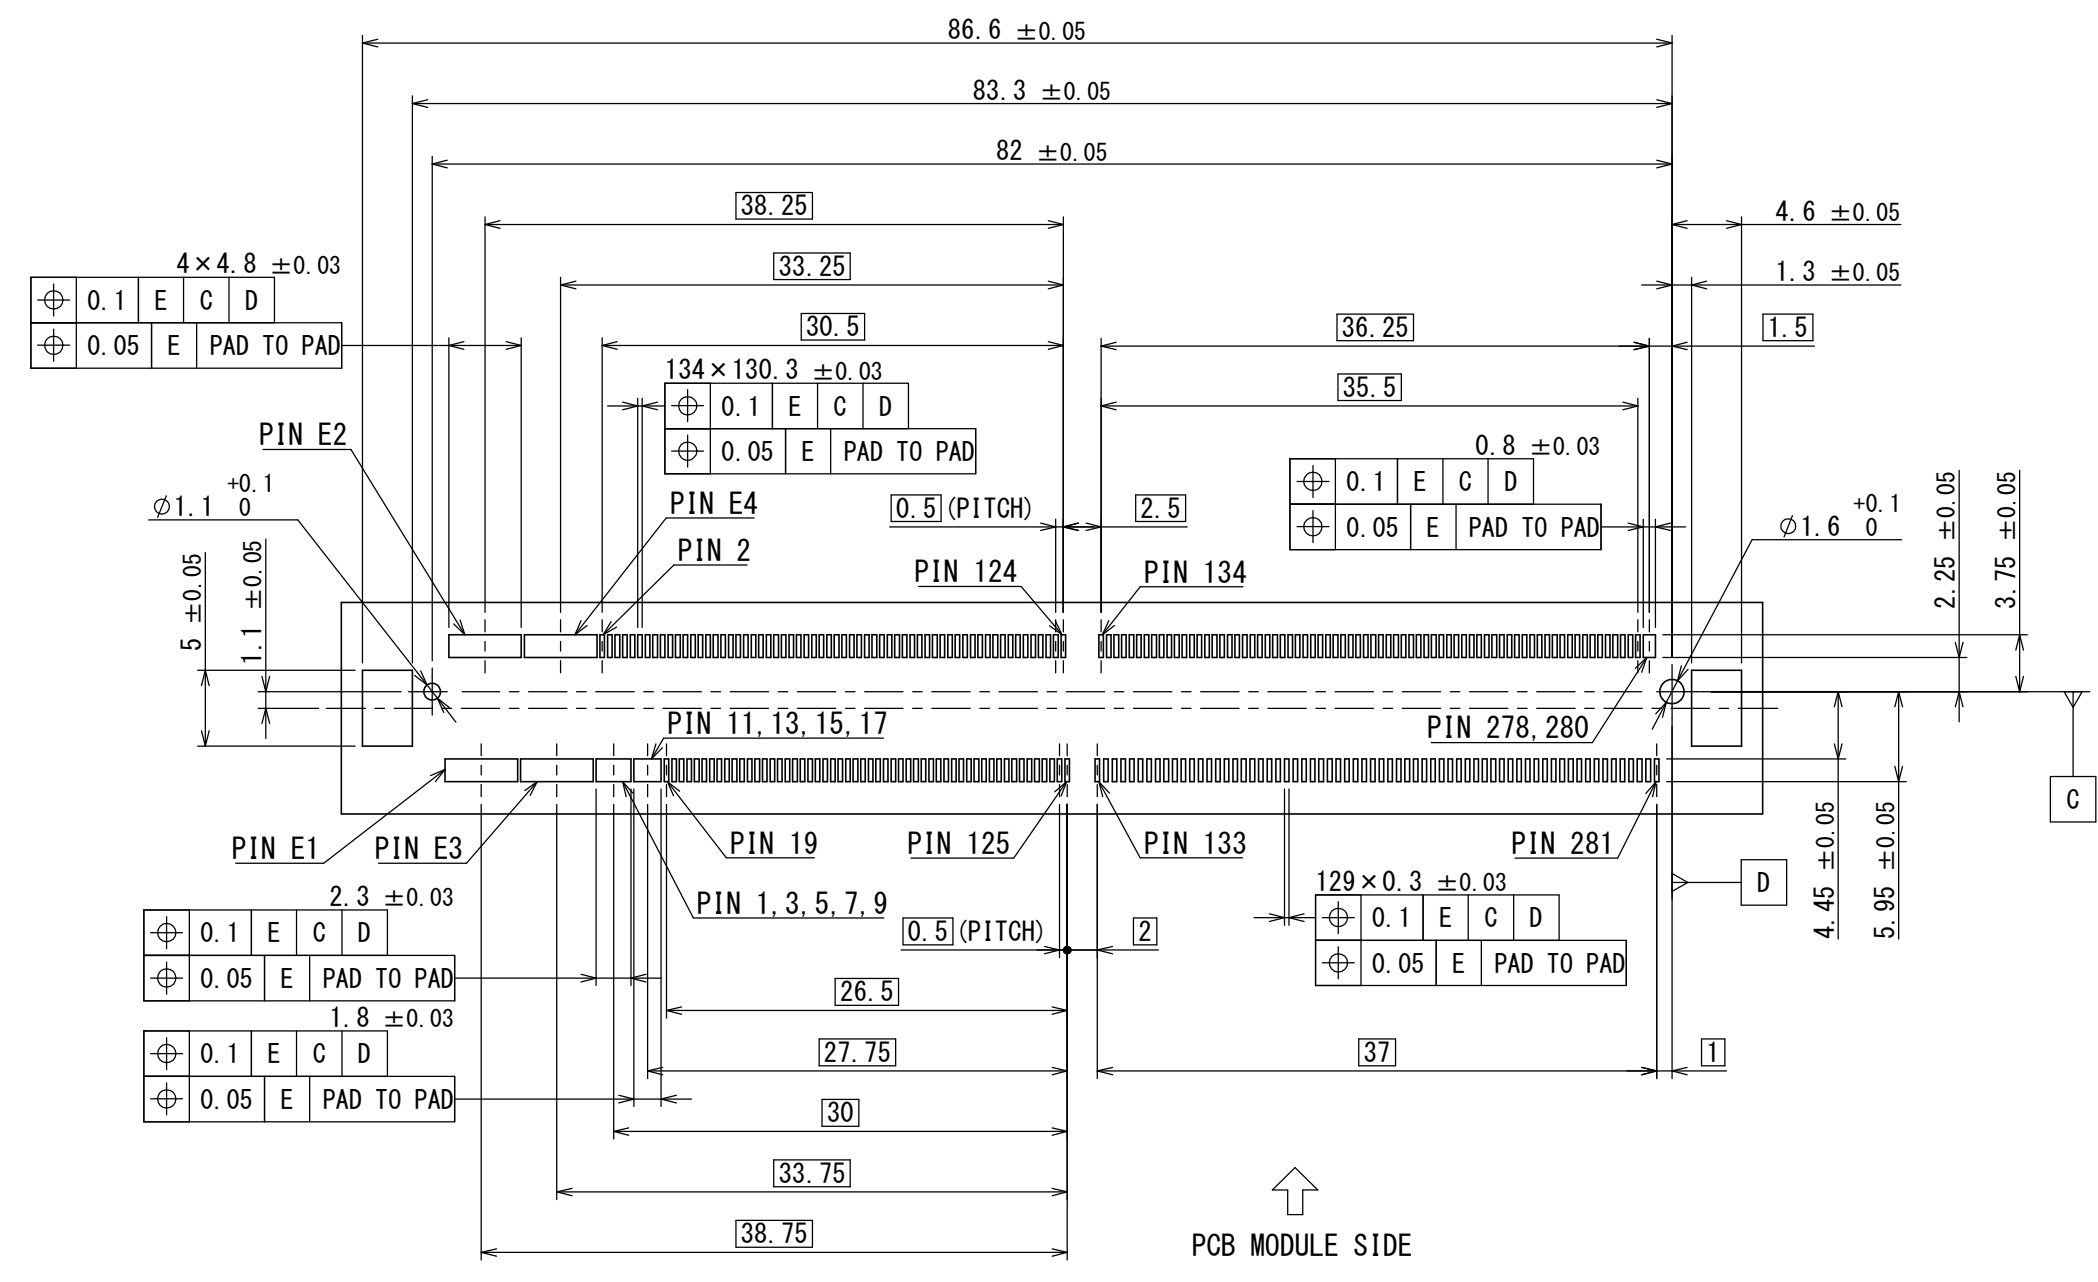 86.6 ±0.05
83.3 ±0.05
82 ±0.05
38.25
4.6 ±0.05
33.25
4×4.8 ±0.03
1.3 ±0.05
0.1 E C D
0.05 E PAD TO PAD
30.5
36.25
1.5
134×130.3 ±0.03
0.1 E C D
0.05 E PAD TO PAD
35.5
PIN E2
0.8 ±0.03
0.1 E C D
0.05 E PAD TO PAD
⌀1.1 +0.1 0
PIN E4
0.5 (PITCH)
2.5
⌀1.6 +0.1 0
2.25 ±0.05
3.75 ±0.05
PIN 2
PIN 124
PIN 134
5 ±0.05
1.1 ±0.05
PIN 11,13,15,17
PIN 278,280
C
PIN E1
PIN E3
PIN 19
PIN 125
PIN 133
PIN 281
4.45 ±0.05
5.95 ±0.05
D
2.3 ±0.03
0.1 E C D
0.05 E PAD TO PAD
PIN 1,3,5,7,9
0.5 (PITCH)
2
129×0.3 ±0.03
0.1 E C D
0.05 E PAD TO PAD
26.5
1.8 ±0.03
0.1 E C D
0.05 E PAD TO PAD
27.75
37
1
30
33.75
38.75
PCB MODULE SIDE